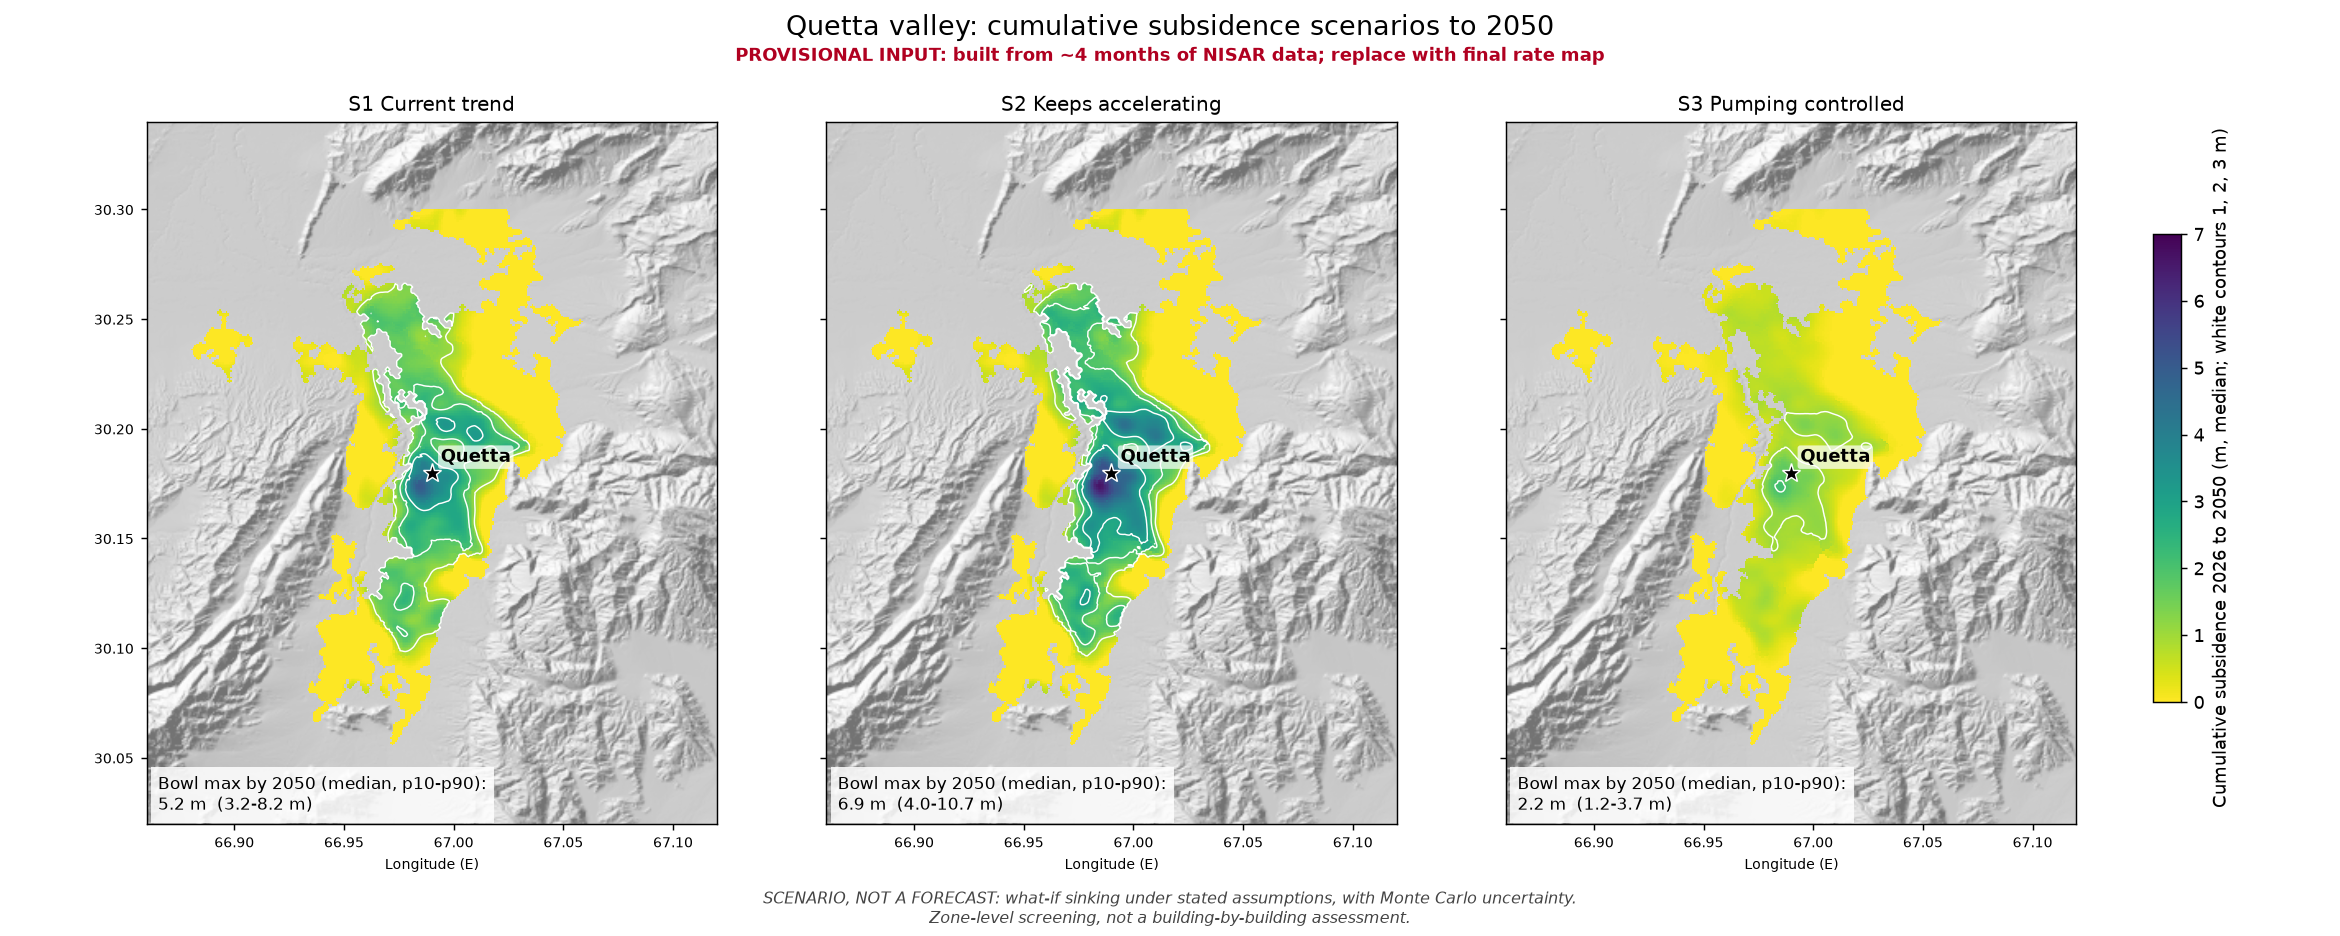 Quetta valley: cumulative subsidence scenarios to 2050
PROVISIONAL INPUT: built from ~4 months of NISAR data; replace with final rate map
S1 Current trend
S2 Keeps accelerating
S3 Pumping controlled
30.30
30.25
30.20
30.15
30.10
30.05
Quetta
Quetta
Quetta
Bowl max by 2050 (median, p10-p90):
5.2 m  (3.2-8.2 m)
Bowl max by 2050 (median, p10-p90):
6.9 m  (4.0-10.7 m)
Bowl max by 2050 (median, p10-p90):
2.2 m  (1.2-3.7 m)
66.90 66.95 67.00 67.05 67.10
66.90 66.95 67.00 67.05 67.10
66.90 66.95 67.00 67.05 67.10
Longitude (E)
Longitude (E)
Longitude (E)
7
6
5
4
3
2
1
0
Cumulative subsidence 2026 to 2050 (m, median; white contours 1, 2, 3 m)
SCENARIO, NOT A FORECAST: what-if sinking under stated assumptions, with Monte Carlo uncertainty.
Zone-level screening, not a building-by-building assessment.